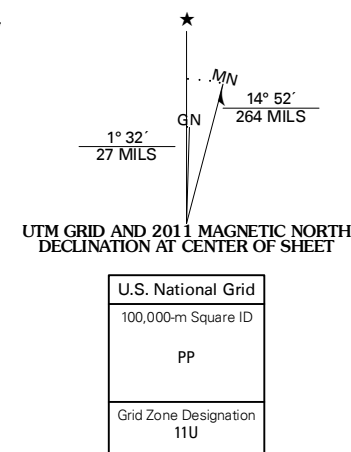 ★
MN
GN
14° 52´
264 MILS
1° 32´
27 MILS
UTM GRID AND 2011 MAGNETIC NORTH
DECLINATION AT CENTER OF SHEET
U.S. National Grid
100,000-m Square ID
PP
Grid Zone Designation
11U